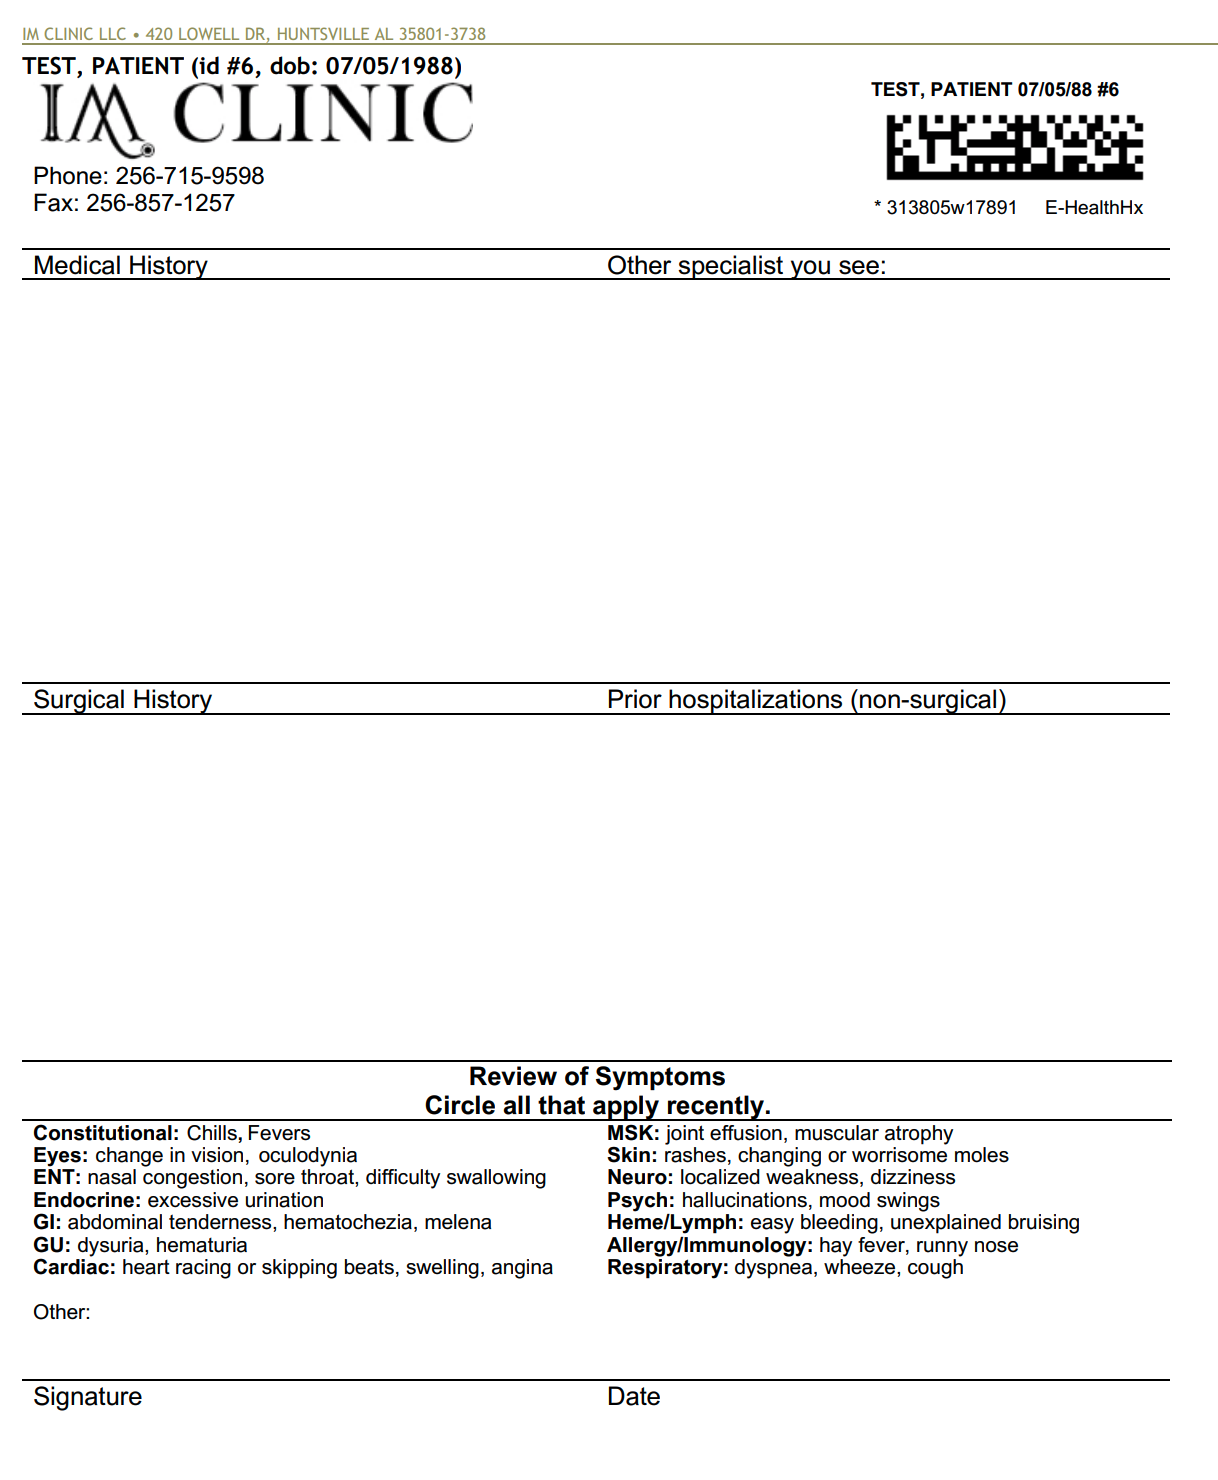 IM CLINIC LLC • 420 LOWELL DR, HUNTSVILLE AL 35801-3738
TEST, PATIENT (id #6, dob: 07/05/1988)
IM CLINIC
TEST, PATIENT 07/05/88 #6
Phone: 256-715-9598
Fax: 256-857-1257
* 313805w17891 E-HealthHx
Medical History
Other specialist you see:
Surgical History
Prior hospitalizations (non-surgical)
Review of Symptoms
Circle all that apply recently.
Constitutional: Chills, Fevers
Eyes: change in vision, oculodynia
ENT: nasal congestion, sore throat, difficulty swallowing
Endocrine: excessive urination
GI: abdominal tenderness, hematochezia, melena
GU: dysuria, hematuria
Cardiac: heart racing or skipping beats, swelling, angina
MSK: joint effusion, muscular atrophy
Skin: rashes, changing or worrisome moles
Neuro: localized weakness, dizziness
Psych: hallucinations, mood swings
Heme/Lymph: easy bleeding, unexplained bruising
Allergy/Immunology: hay fever, runny nose
Respiratory: dyspnea, wheeze, cough
Other:
Signature
Date